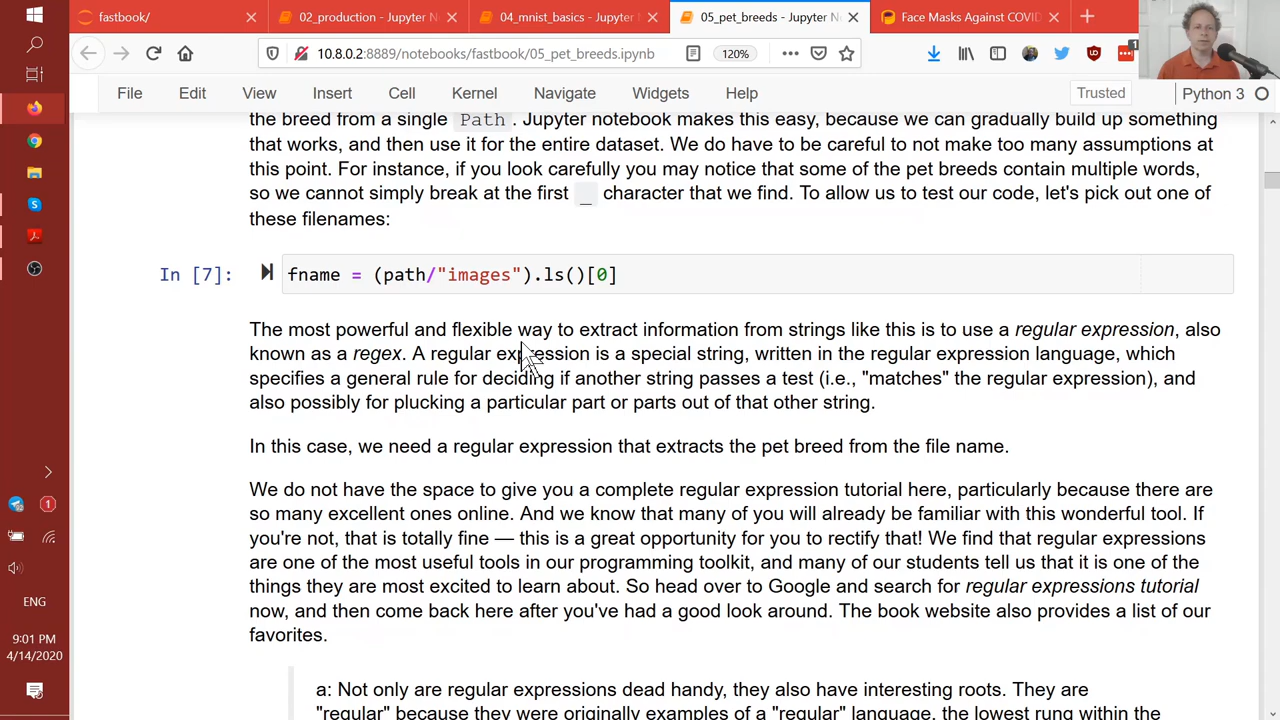 fastbook/
02_production - Jupyter N
04_mnist_basics - Jupyter N
05_pet_breeds - Jupyter N
Face Masks Against COVID
10.8.0.2:8889/notebooks/fastbook/05_pet_breeds.ipynb
120%
1
File Edit View Insert Cell Kernel Navigate Widgets Help
Trusted
Python 3
the breed from a single Path. Jupyter notebook makes this easy, because we can gradually build up something
that works, and then use it for the entire dataset. We do have to be careful to not make too many assumptions at
this point. For instance, if you look carefully you may notice that some of the pet breeds contain multiple words,
so we cannot simply break at the first _ character that we find. To allow us to test our code, let's pick out one of
these filenames:
In [7]: fname = (path/"images").ls()[0]
The most powerful and flexible way to extract information from strings like this is to use a regular expression, also
known as a regex. A regular expression is a special string, written in the regular expression language, which
specifies a general rule for deciding if another string passes a test (i.e., "matches" the regular expression), and
also possibly for plucking a particular part or parts out of that other string.
In this case, we need a regular expression that extracts the pet breed from the file name.
We do not have the space to give you a complete regular expression tutorial here, particularly because there are
so many excellent ones online. And we know that many of you will already be familiar with this wonderful tool. If
you're not, that is totally fine — this is a great opportunity for you to rectify that! We find that regular expressions
are one of the most useful tools in our programming toolkit, and many of our students tell us that it is one of the
things they are most excited to learn about. So head over to Google and search for regular expressions tutorial
now, and then come back here after you've had a good look around. The book website also provides a list of our
favorites.
a: Not only are regular expressions dead handy, they also have interesting roots. They are
"regular" because they were originally examples of a "regular" language, the lowest rung within the
1
ENG
9:01 PM
4/14/2020